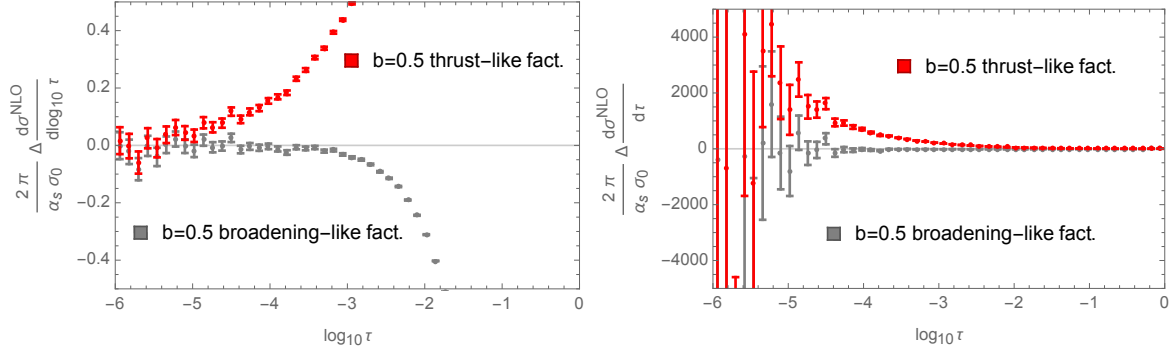 0.4
0.2
0.0
−0.2
−0.4
2 π
α_s σ_0
Δ
dσ^NLO
dlog_10 τ
b=0.5 thrust−like fact.
b=0.5 broadening−like fact.
−6 −5 −4 −3 −2 −1 0
log_10 τ
4000
2000
0
−2000
−4000
2 π
α_s σ_0
Δ
dσ^NLO
dτ
b=0.5 thrust−like fact.
b=0.5 broadening−like fact.
−6 −5 −4 −3 −2 −1 0
log_10 τ